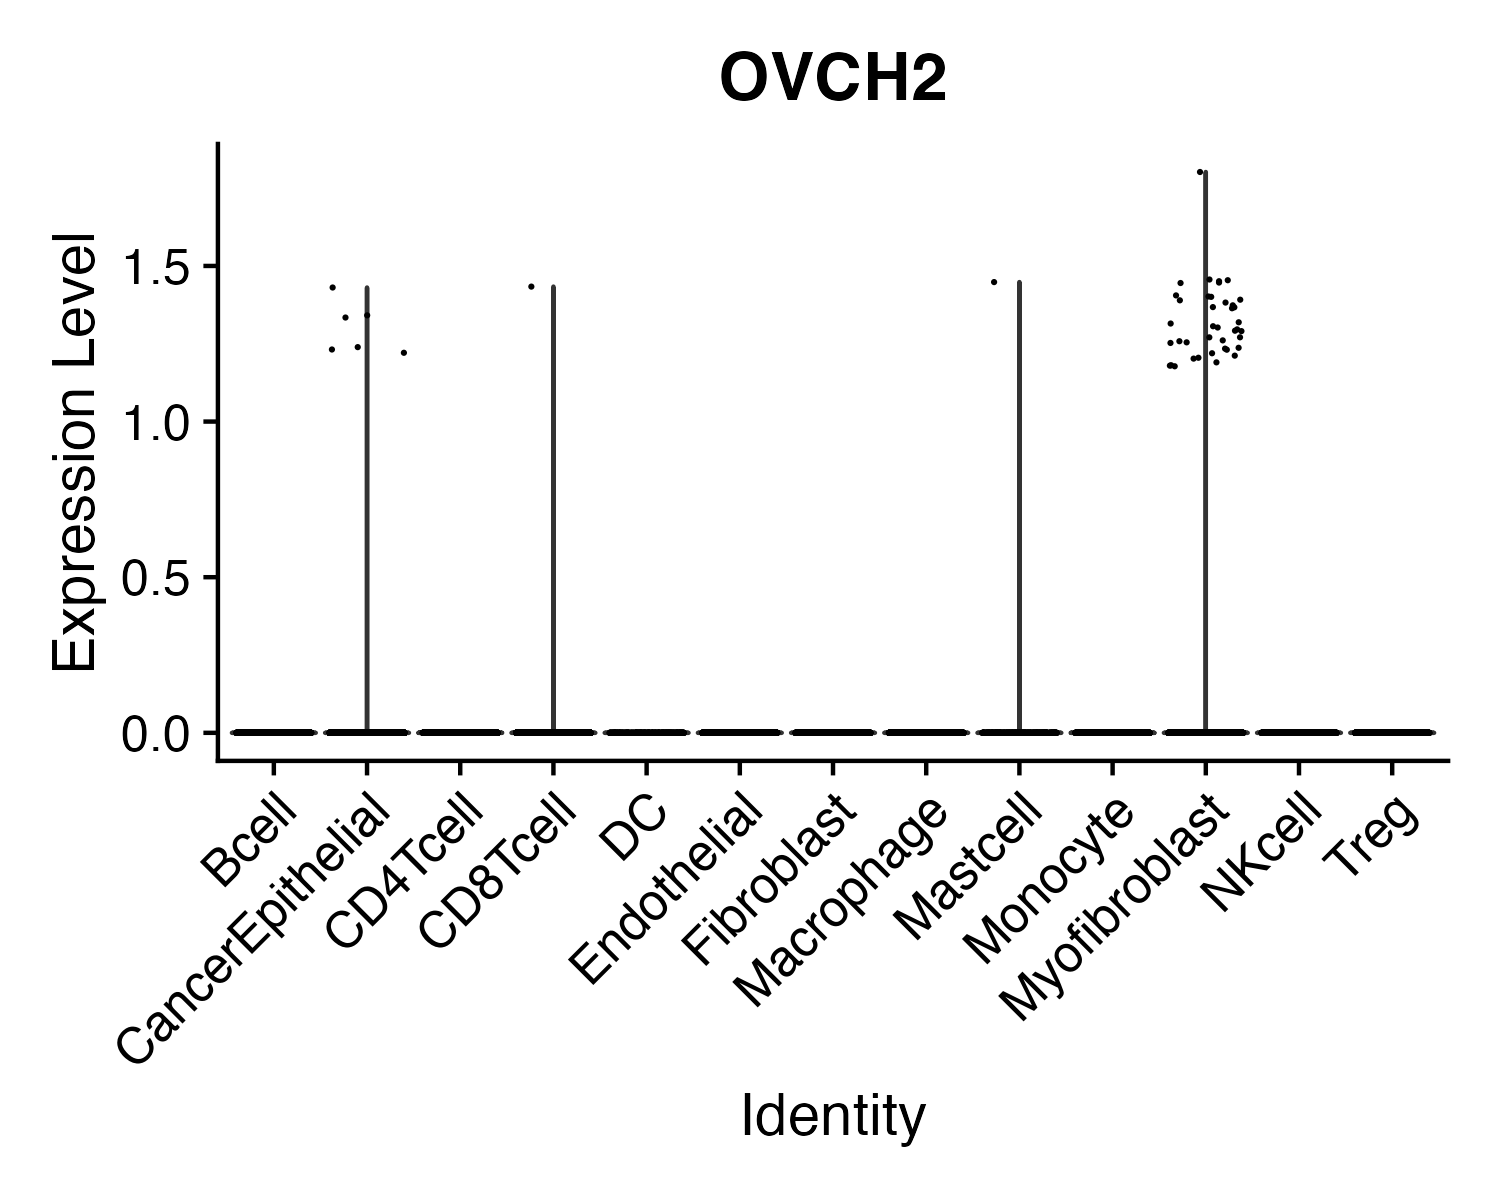 OVCH2
Expression Level
1.5
1.0
0.5
0.0
Bcell
CancerEpithelial
CD4Tcell
CD8Tcell
DC
Endothelial
Fibroblast
Macrophage
Mastcell
Monocyte
Myofibroblast
NKcell
Treg
Identity